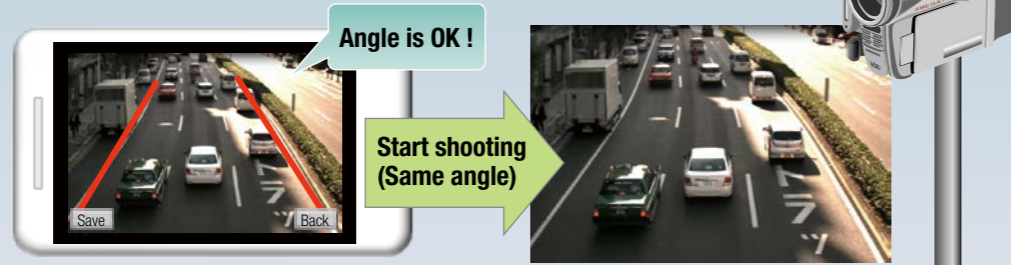 Angle is OK !
Save
Back
Start shooting
(Same angle)